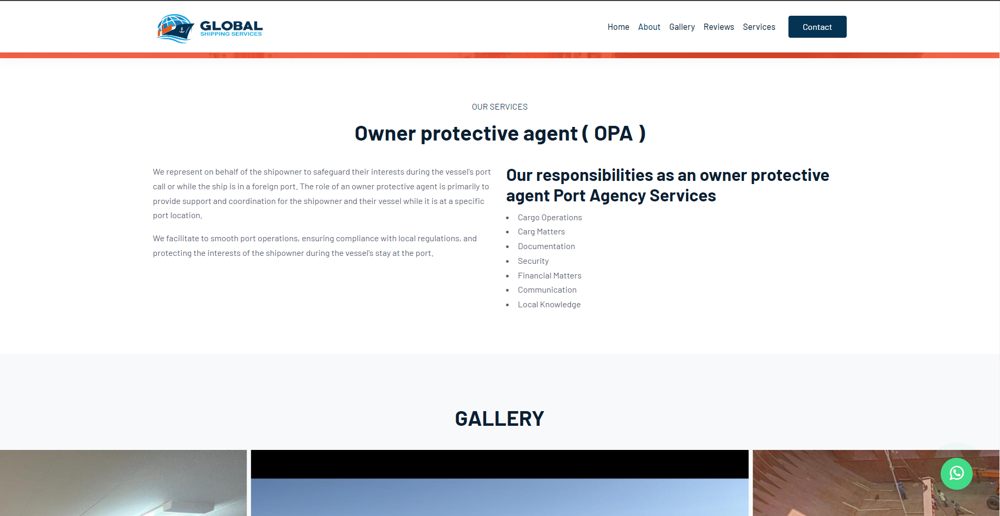 GLOBAL
SHIPPING SERVICES
Home About Gallery Reviews Services Contact
OUR SERVICES
Owner protective agent ( OPA )
We represent on behalf of the shipowner to safeguard their interests during the vessel's port
call or while the ship is in a foreign port. The role of an owner protective agent is primarily to
provide support and coordination for the shipowner and their vessel while it is at a specific
port location.
We facilitate to smooth port operations, ensuring compliance with local regulations, and
protecting the interests of the shipowner during the vessel's stay at the port.
Our responsibilities as an owner protective
agent Port Agency Services
Cargo Operations
Carg Matters
Documentation
Security
Financial Matters
Communication
Local Knowledge
GALLERY